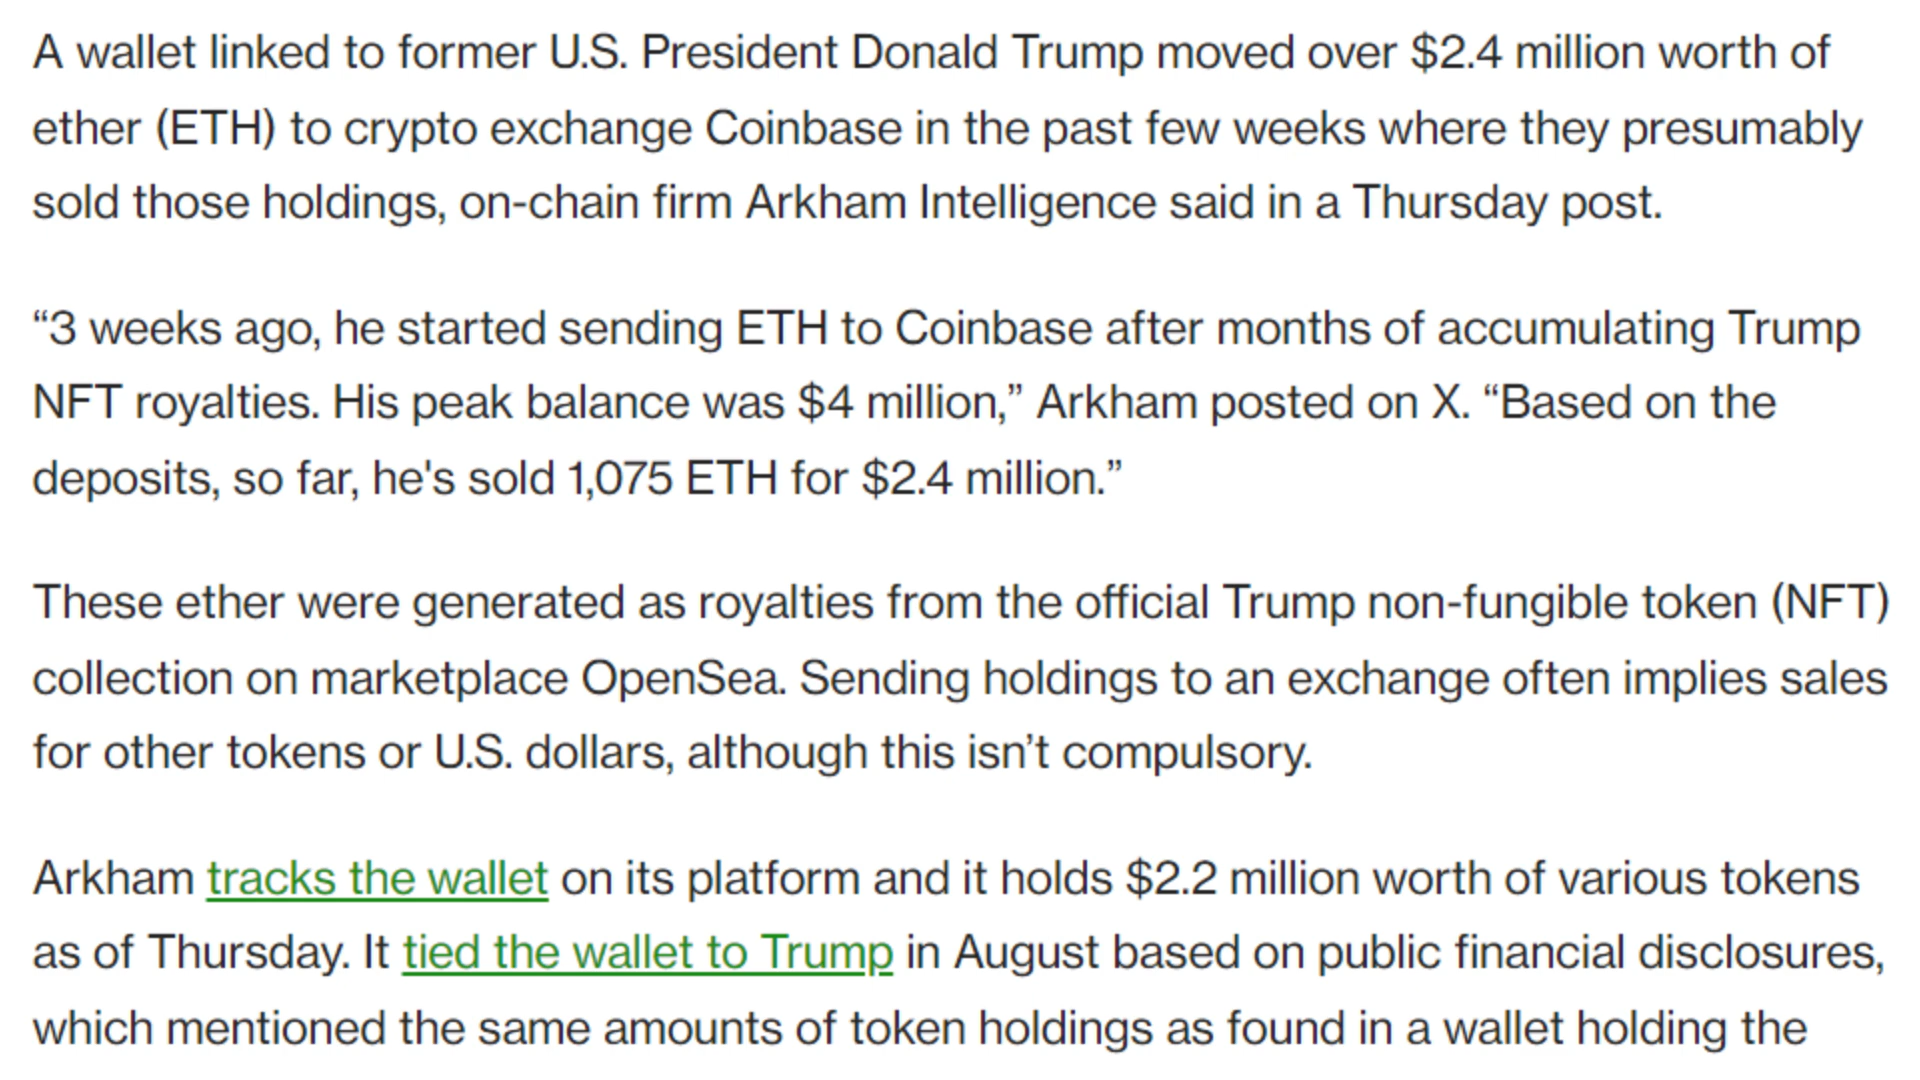 A wallet linked to former U.S. President Donald Trump moved over $2.4 million worth of
ether (ETH) to crypto exchange Coinbase in the past few weeks where they presumably
sold those holdings, on-chain firm Arkham Intelligence said in a Thursday post.
“3 weeks ago, he started sending ETH to Coinbase after months of accumulating Trump
NFT royalties. His peak balance was $4 million,” Arkham posted on X. “Based on the
deposits, so far, he's sold 1,075 ETH for $2.4 million.”
These ether were generated as royalties from the official Trump non-fungible token (NFT)
collection on marketplace OpenSea. Sending holdings to an exchange often implies sales
for other tokens or U.S. dollars, although this isn’t compulsory.
Arkham tracks the wallet on its platform and it holds $2.2 million worth of various tokens
as of Thursday. It tied the wallet to Trump in August based on public financial disclosures,
which mentioned the same amounts of token holdings as found in a wallet holding the